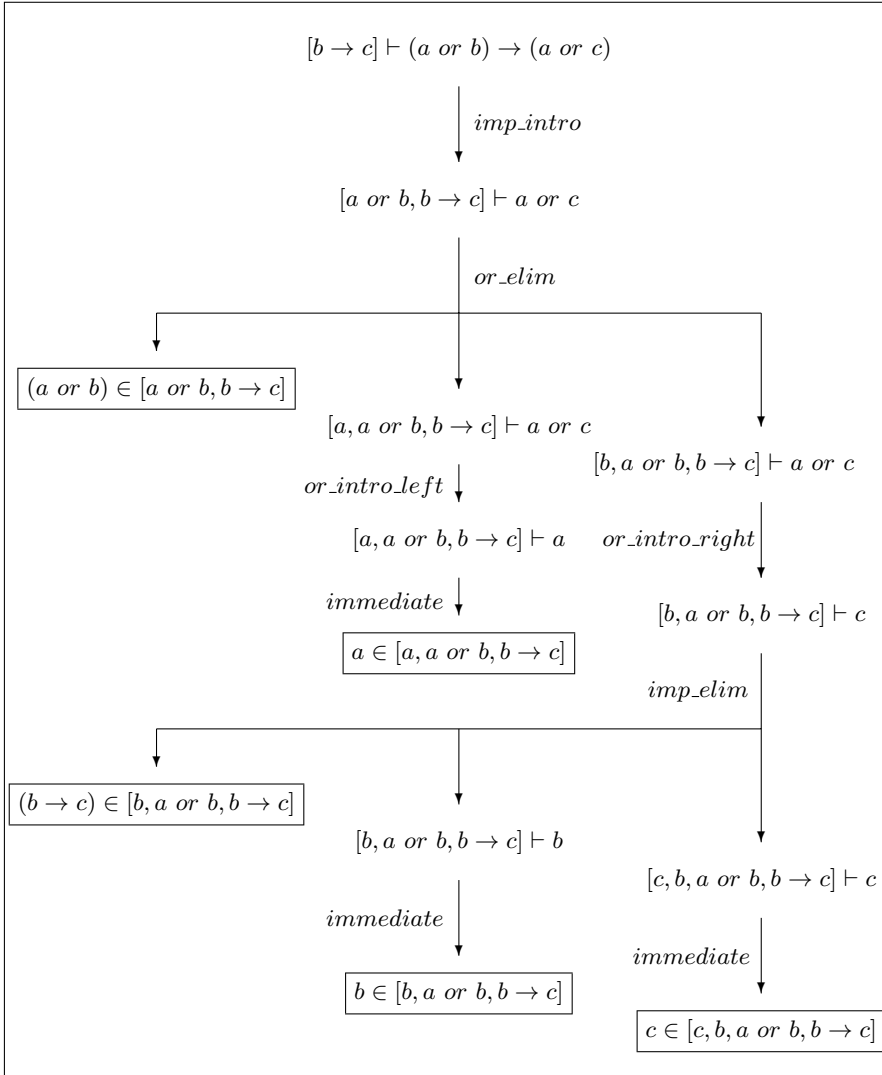 [b → c] ⊢ (a or b) → (a or c)
imp_intro
[a or b, b → c] ⊢ a or c
or_elim
(a or b) ∈ [a or b, b → c]
[a, a or b, b → c] ⊢ a or c
[b, a or b, b → c] ⊢ a or c
or_intro_left
[a, a or b, b → c] ⊢ a
or_intro_right
immediate
[b, a or b, b → c] ⊢ c
a ∈ [a, a or b, b → c]
imp_elim
(b → c) ∈ [b, a or b, b → c]
[b, a or b, b → c] ⊢ b
[c, b, a or b, b → c] ⊢ c
immediate
immediate
b ∈ [b, a or b, b → c]
c ∈ [c, b, a or b, b → c]